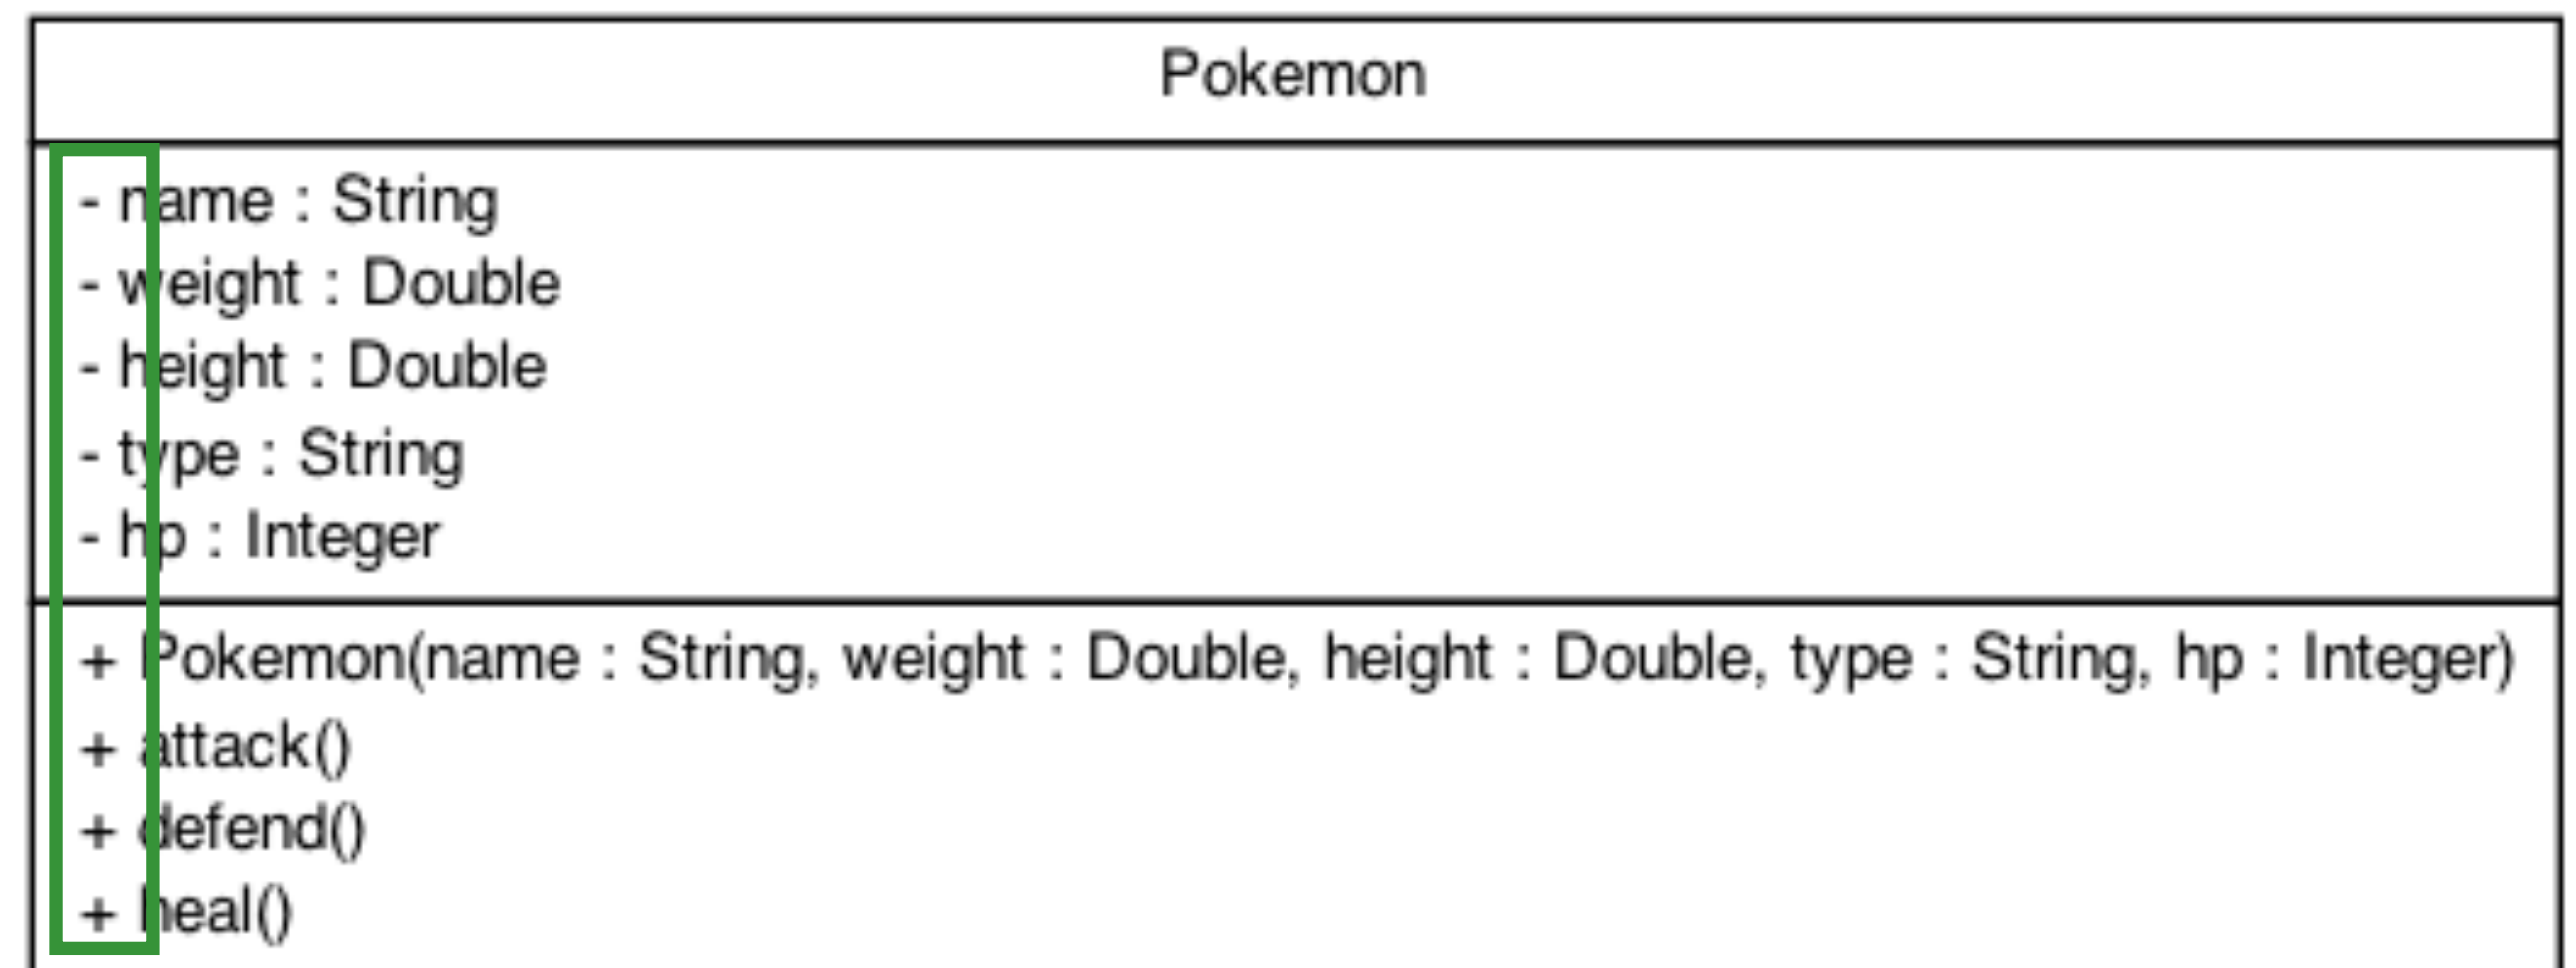 Pokemon
- name : String
- weight : Double
- height : Double
- type : String
- hp : Integer
+ Pokemon(name : String, weight : Double, height : Double, type : String, hp : Integer)
+ attack()
+ defend()
+ heal()